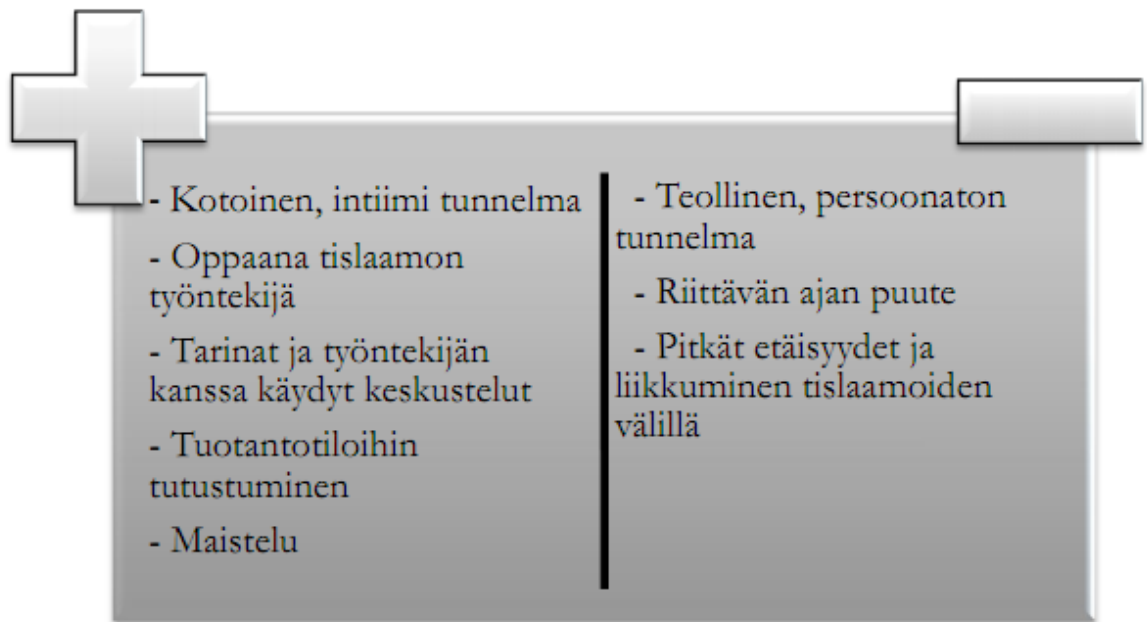 - Kotoinen, intiimi tunnelma
- Oppaana tislaamon
työntekijä
- Tarinat ja työntekijän
kanssa käydyt keskustelut
- Tuotantotiloihin
tutustuminen
- Maistelu
- Teollinen, persoonaton
tunnelma
- Riittävän ajan puute
- Pitkät etäisyydet ja
liikkuminen tislaamoiden
välillä